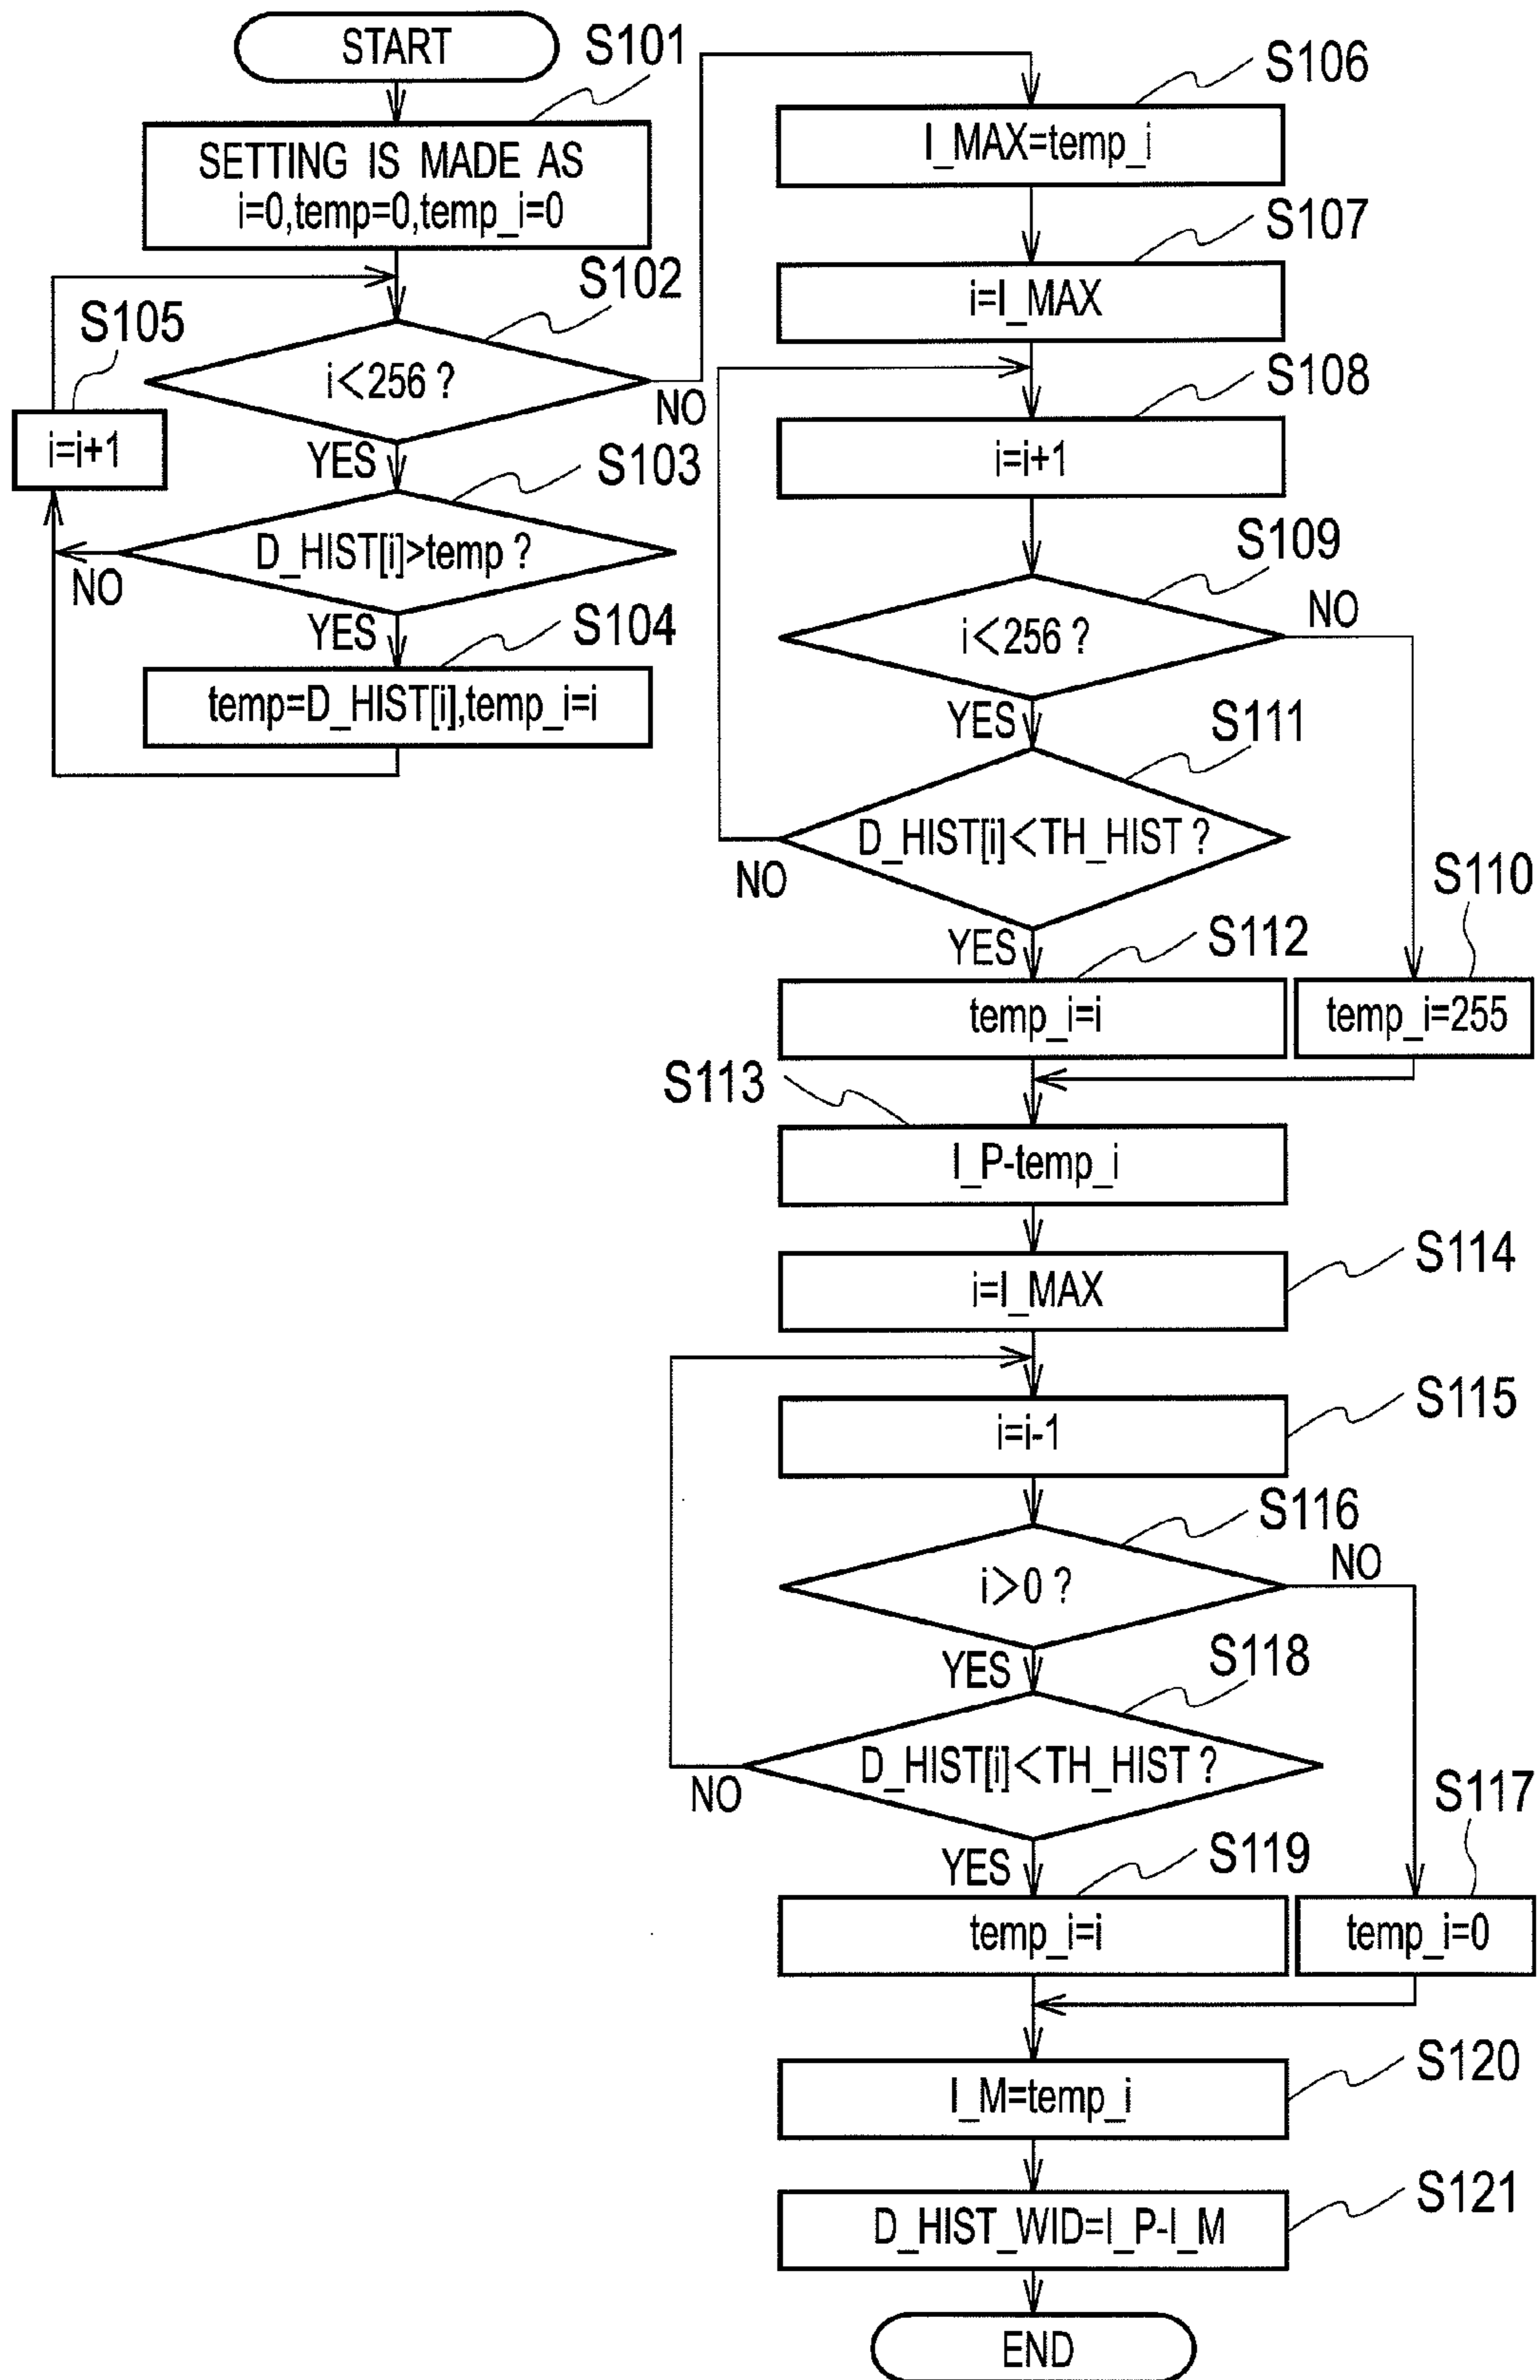 START
S101
SETTING IS MADE AS
i=0,temp=0,temp_i=0
S102
i<256 ?
NO
YES
S105
i=i+1
S103
D_HIST[i]>temp ?
NO
YES
S104
temp=D_HIST[i],temp_i=i
S106
I_MAX=temp_i
S107
i=I_MAX
S108
i=i+1
S109
i<256 ?
NO
YES
S111
D_HIST[i]<TH_HIST ?
NO
YES
S110
temp_i=255
S112
temp_i=i
S113
I_P-temp_i
S114
i=I_MAX
S115
i=i-1
S116
i>0 ?
NO
YES
S118
D_HIST[i]<TH_HIST ?
NO
YES
S117
temp_i=0
S119
temp_i=i
S120
I_M=temp_i
S121
D_HIST_WID=I_P-I_M
END